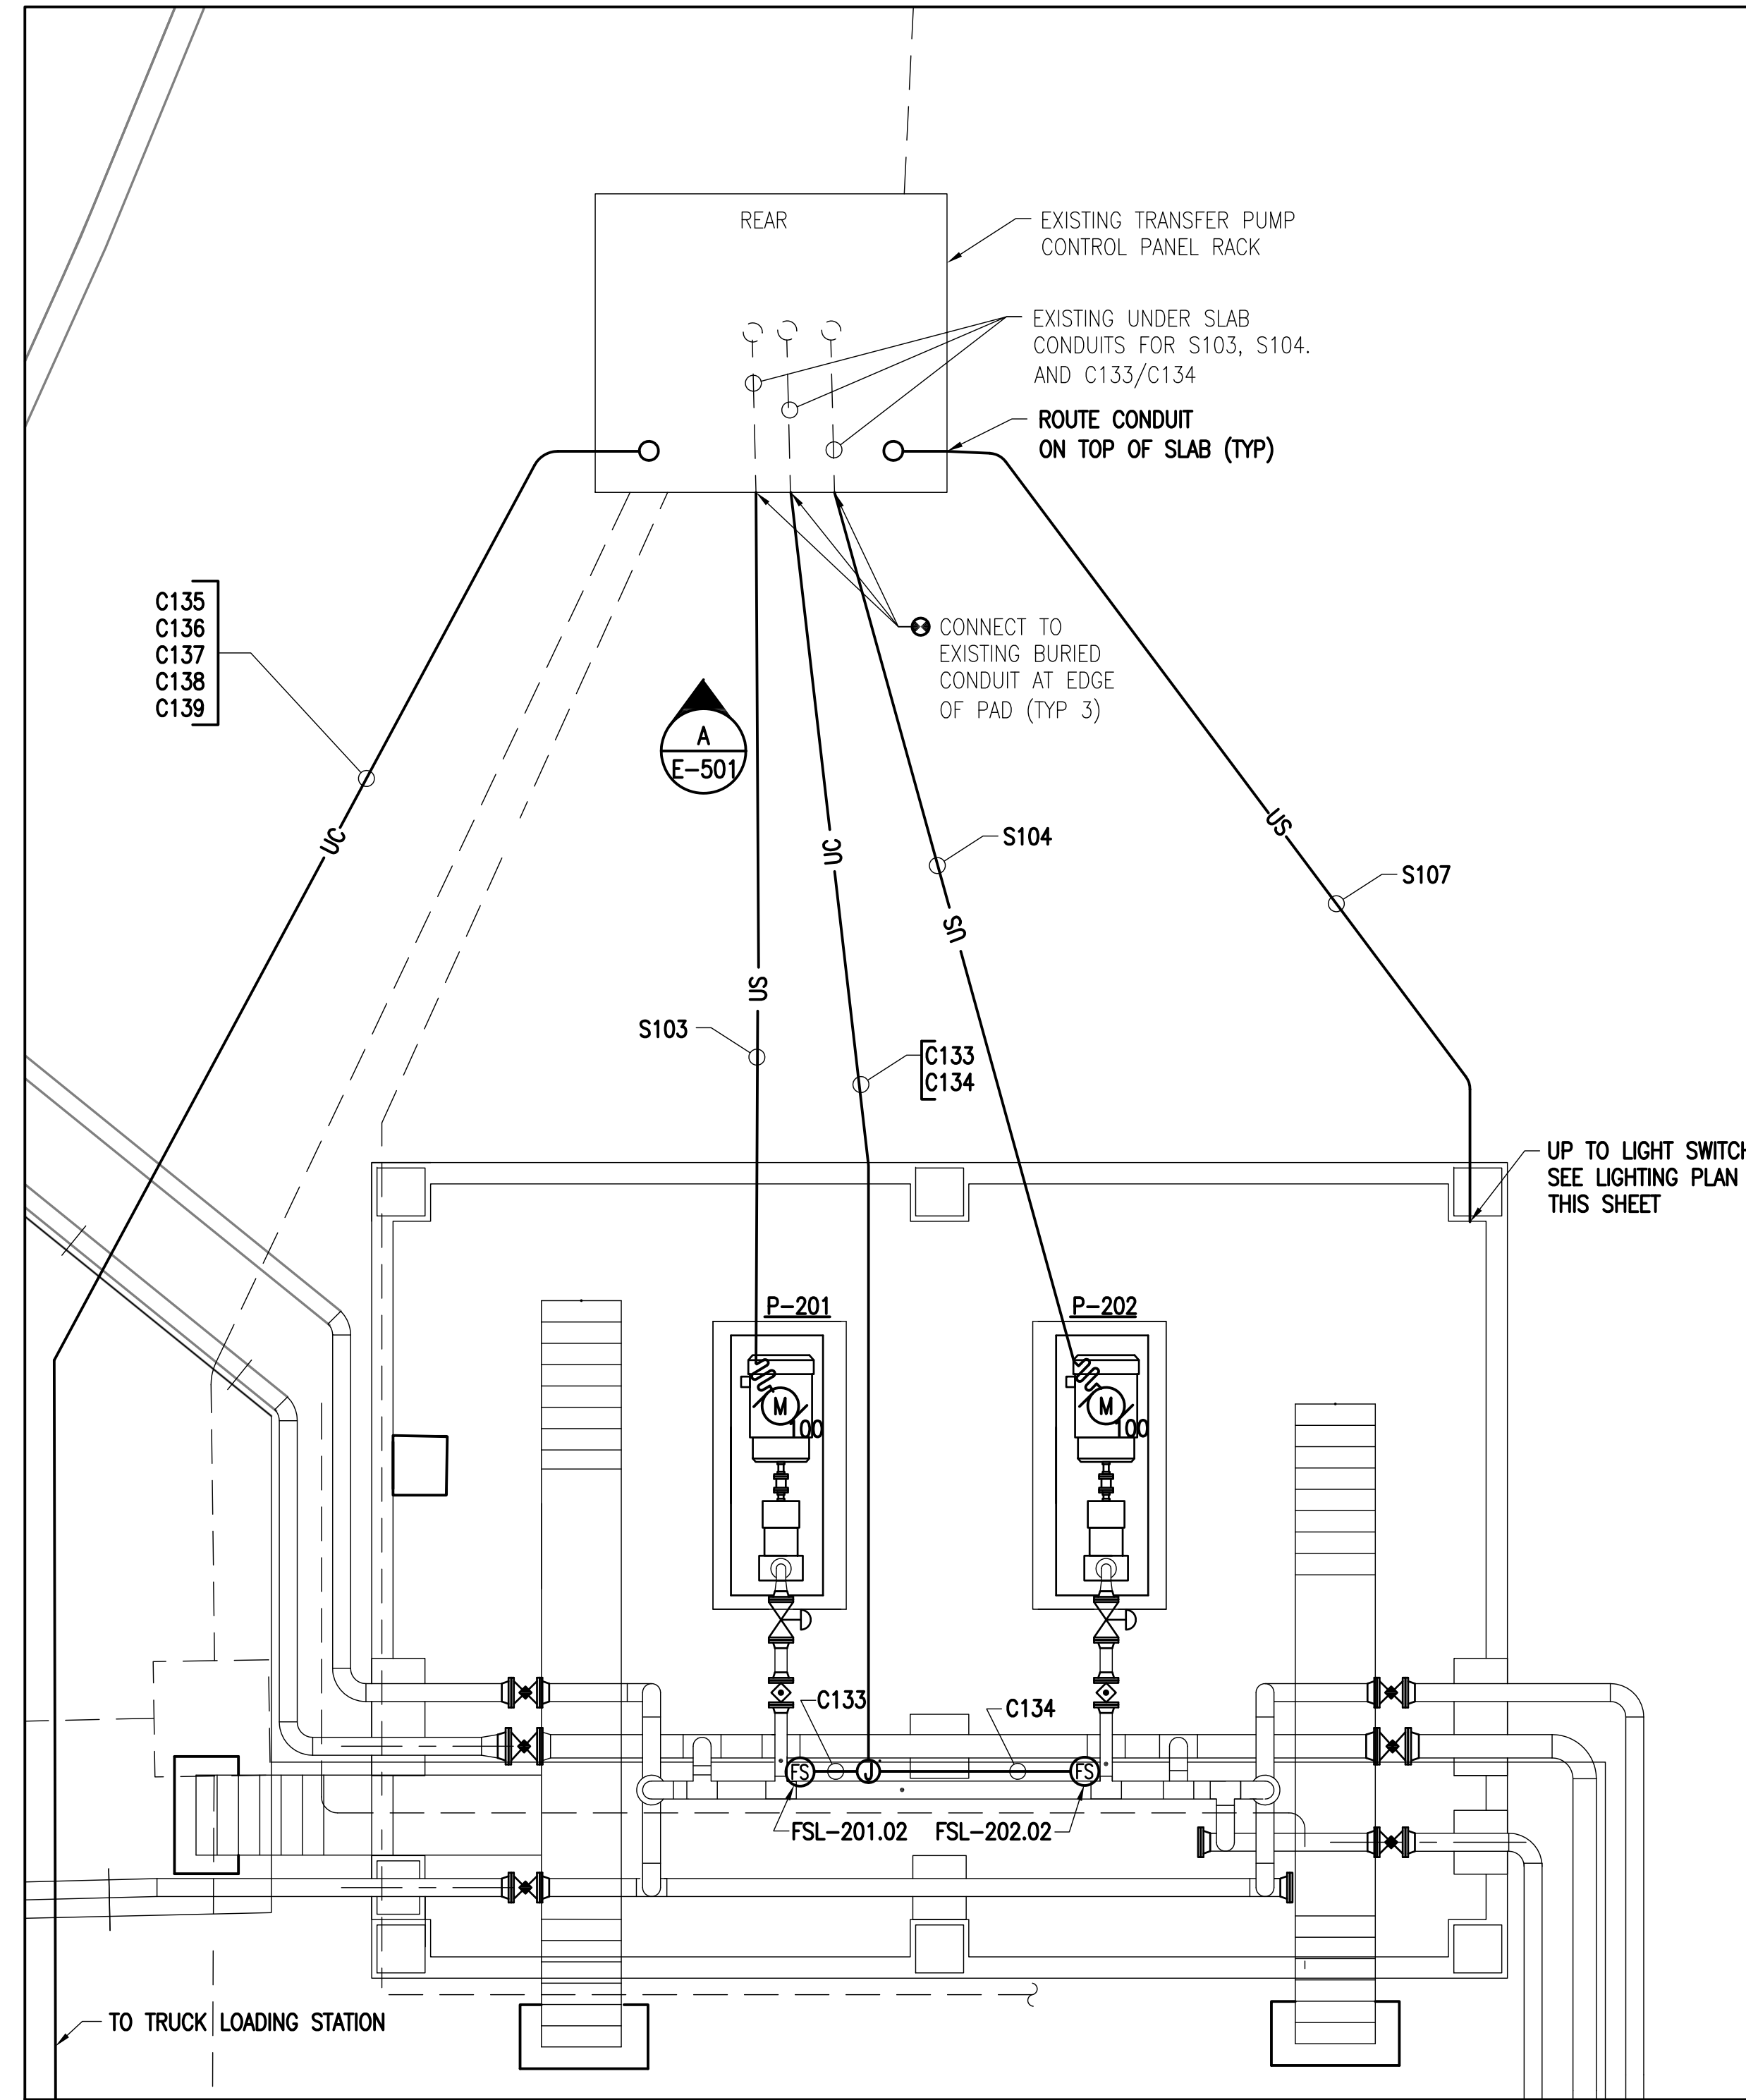 REAR
EXISTING TRANSFER PUMP
CONTROL PANEL RACK
EXISTING UNDER SLAB
CONDUITS FOR S103, S104.
AND C133/C134
ROUTE CONDUIT
ON TOP OF SLAB (TYP)
C135
C136
C137
C138
C139
CONNECT TO
EXISTING BURIED
CONDUIT AT EDGE
OF PAD (TYP 3)
A
E-501
UC
UC
S104
US
S107
US
US
S103
C133
C134
UP TO LIGHT SWITCH
SEE LIGHTING PLAN
THIS SHEET
P-201
P-202
M
100
M
100
C133
C134
FS
J
FS
FSL-201.02
FSL-202.02
TO TRUCK LOADING STATION